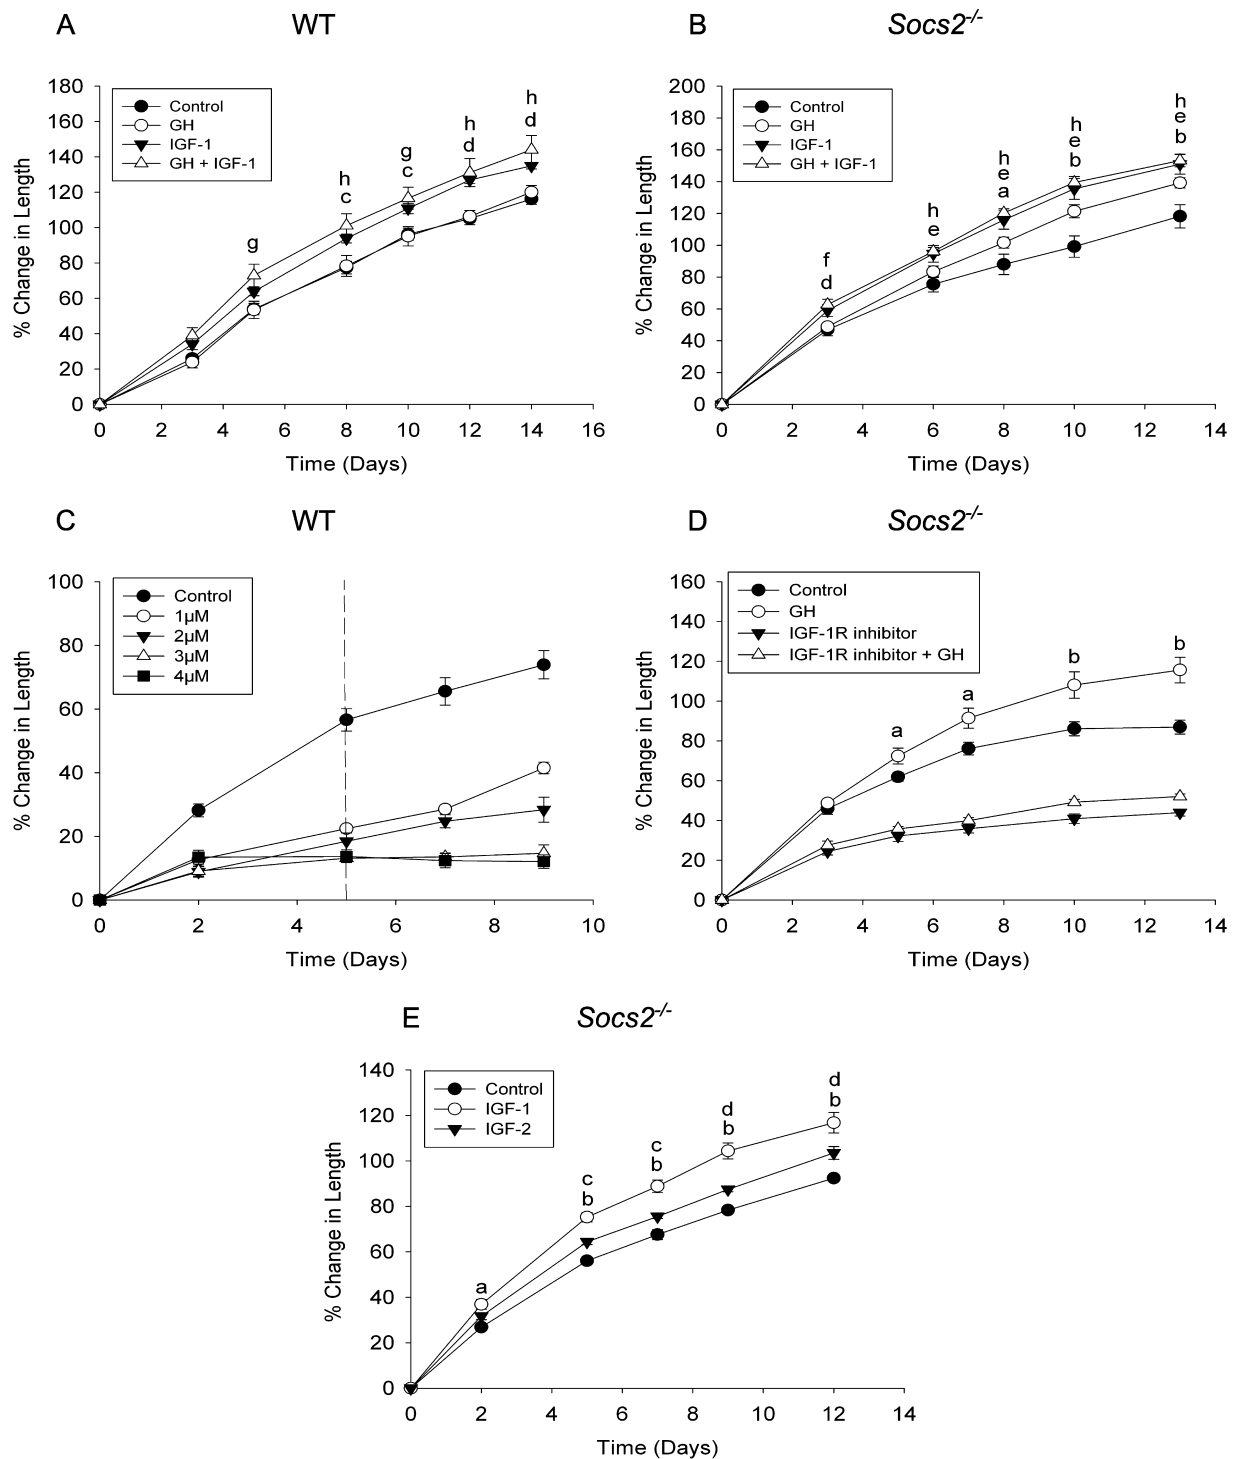 A WT
180
160
140
120
100
80
60
40
20
0
% Change in Length
Control
GH
IGF-1
GH + IGF-1
g
h
c
g
c
h
d
h
d
0 2 4 6 8 10 12 14 16
Time (Days)
B Socs2-/-
200
180
160
140
120
100
80
60
40
20
0
% Change in Length
Control
GH
IGF-1
GH + IGF-1
f
d
h
e
h
e
a
h
e
b
h
e
b
0 2 4 6 8 10 12 14
Time (Days)
C WT
100
80
60
40
20
0
% Change in Length
Control
1µM
2µM
3µM
4µM
0 2 4 6 8 10
Time (Days)
D Socs2-/-
160
140
120
100
80
60
40
20
0
% Change in Length
Control
GH
IGF-1R inhibitor
IGF-1R inhibitor + GH
a
a
b
b
0 2 4 6 8 10 12 14
Time (Days)
E Socs2-/-
140
120
100
80
60
40
20
0
% Change in Length
Control
IGF-1
IGF-2
a
c
b
c
b
d
b
d
b
0 2 4 6 8 10 12 14
Time (Days)